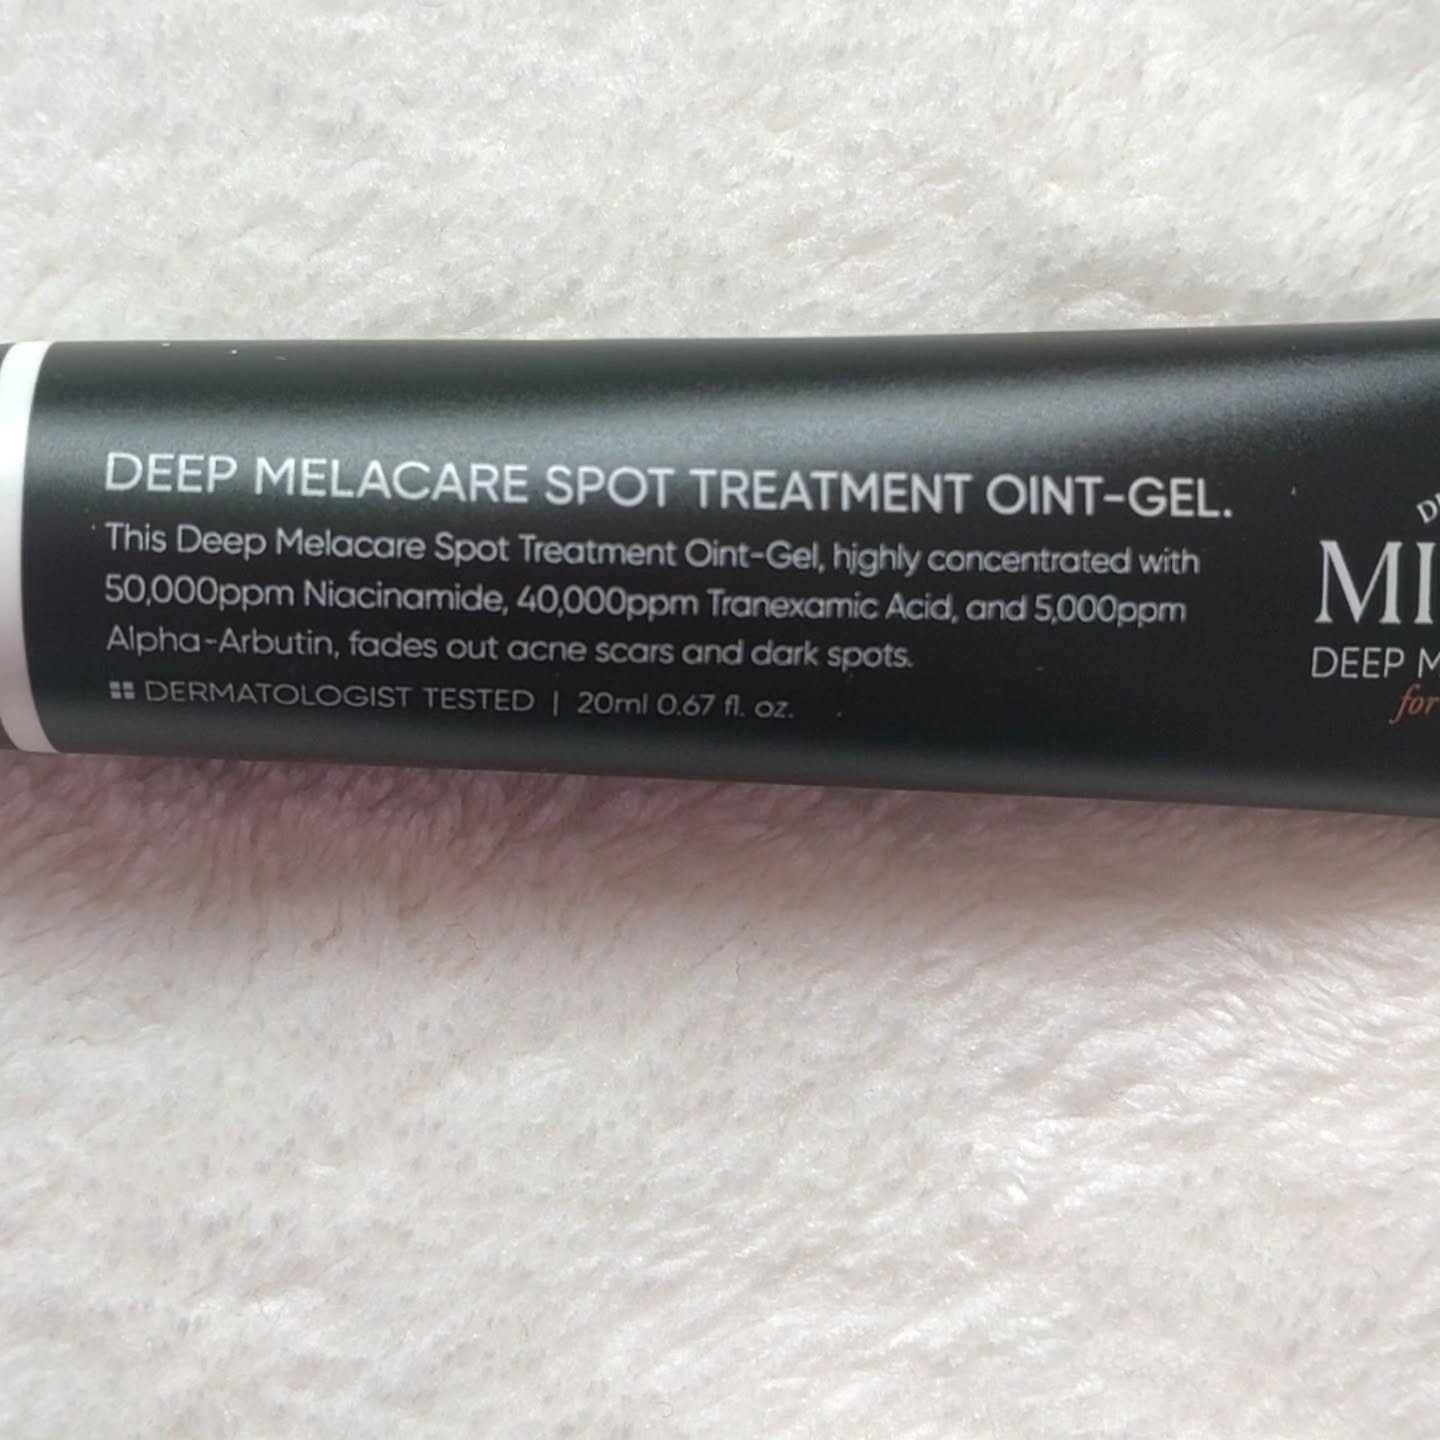 DEEP MELACARE SPOT TREATMENT OINT-GEL.
This Deep Melacare Spot Treatment Oint-Gel, highly concentrated with
50,000ppm Niacinamide, 40,000ppm Tranexamic Acid, and 5,000ppm
Alpha-Arbutin, fades out acne scars and dark spots.
DERMATOLOGIST TESTED | 20ml 0.67 fl. oz.
DEEP
for